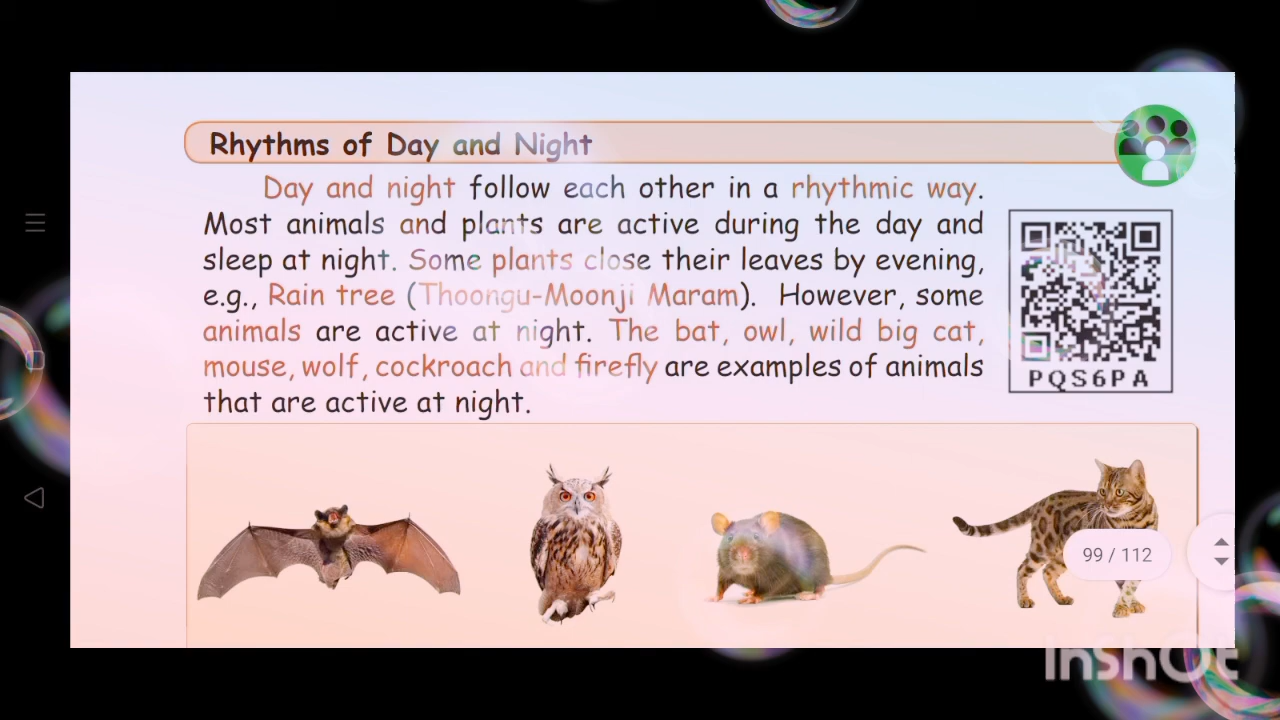 Rhythms of Day and Night
Day and night follow each other in a rhythmic way.
Most animals and plants are active during the day and
sleep at night. Some plants close their leaves by evening,
e.g., Rain tree (Thoongu-Moonji Maram). However, some
animals are active at night. The bat, owl, wild big cat,
mouse, wolf, cockroach and firefly are examples of animals
that are active at night.
PQS6PA
99 / 112
InShOt